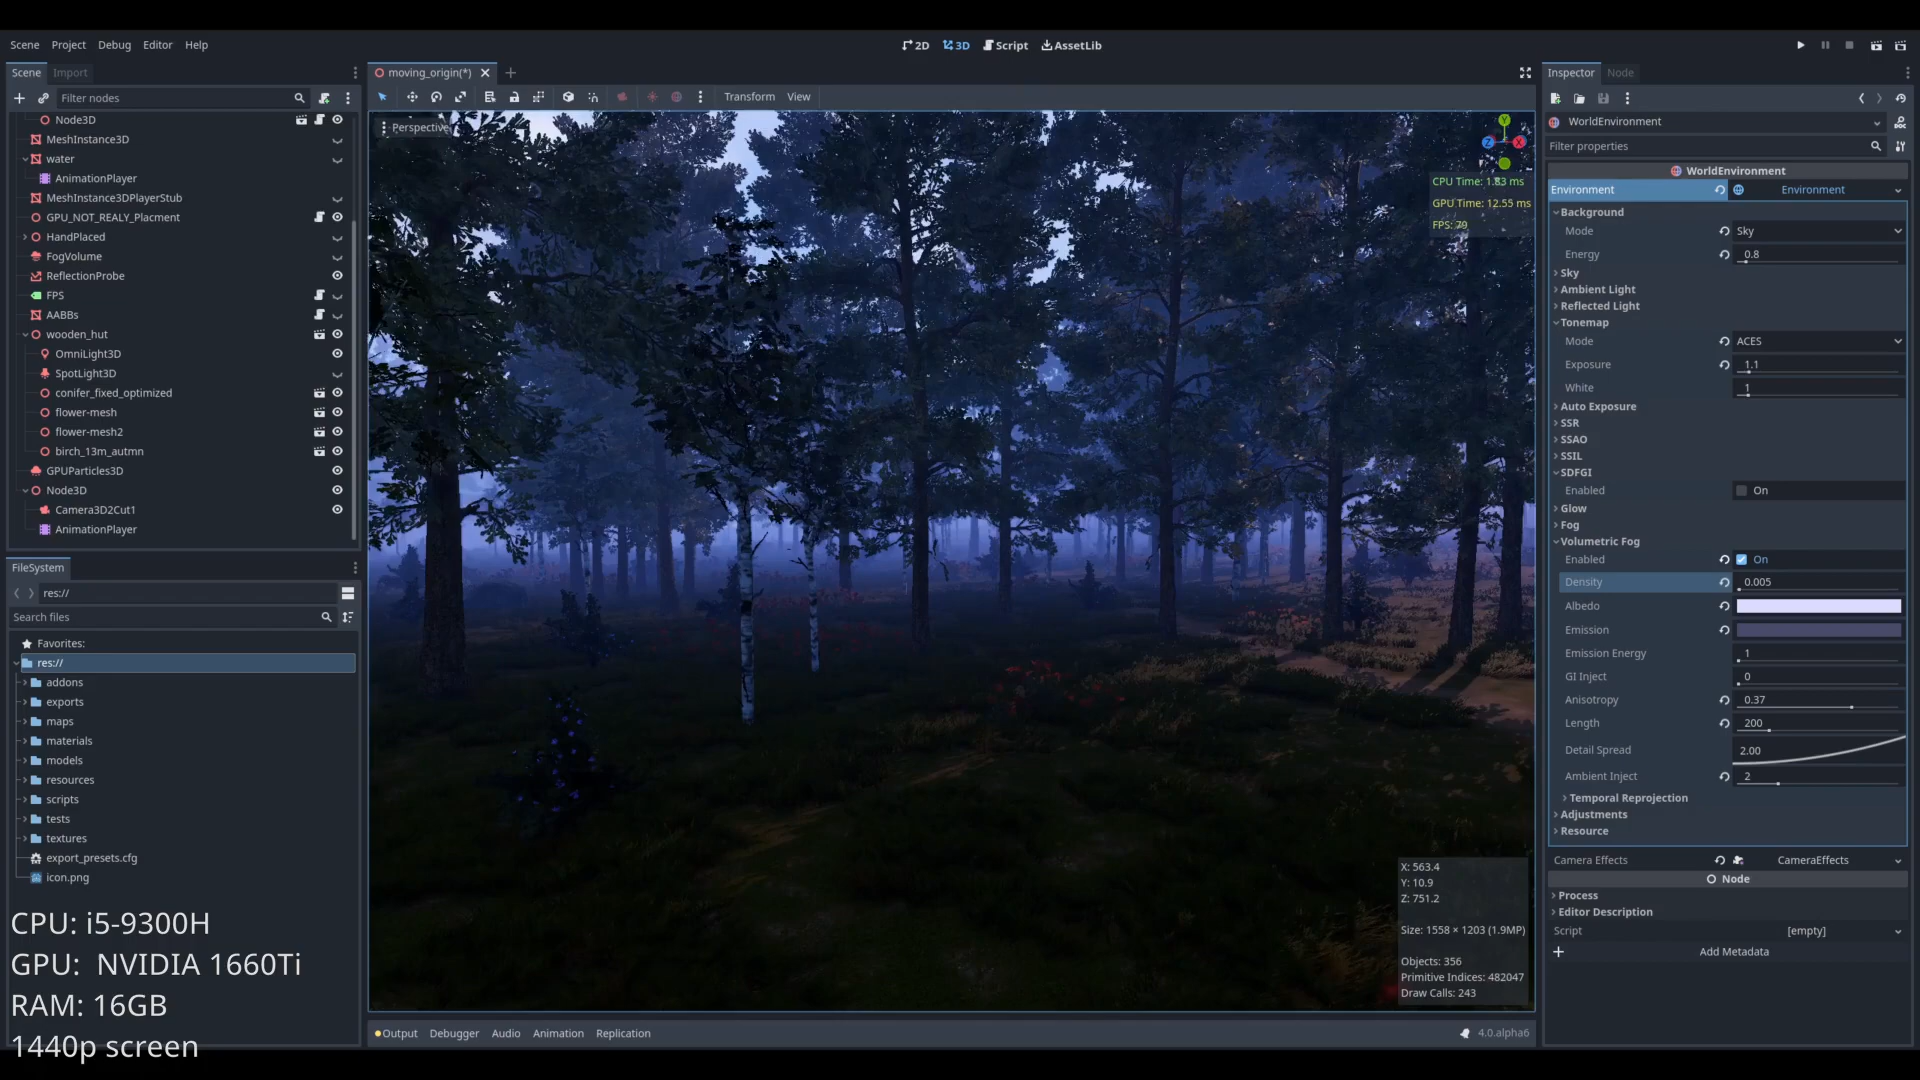 Scene Project Debug Editor Help
2D 3D Script AssetLib
Scene Import
Filter nodes
Node3D
MeshInstance3D
water
AnimationPlayer
MeshInstance3DPlayerStub
GPU_NOT_REALY_Placment
HandPlaced
FogVolume
ReflectionProbe
FPS
AABBs
wooden_hut
OmniLight3D
SpotLight3D
conifer_fixed_optimized
flower-mesh
flower-mesh2
birch_13m_autmn
GPUParticles3D
Node3D
Camera3D2Cut1
AnimationPlayer
FileSystem
res://
Search files
Favorites:
res://
addons
exports
maps
materials
models
resources
scripts
tests
textures
export_presets.cfg
icon.png
CPU: i5-9300H
GPU: NVIDIA 1660Ti
RAM: 16GB
1440p screen
moving_origin(*)
Transform View
Perspective
Y
Z X
CPU Time: 1.83 ms
GPU Time: 12.55 ms
FPS: 79
X: 563.4
Y: 10.9
Z: 751.2
Size: 1558 × 1203 (1.9MP)
Objects: 356
Primitive Indices: 482047
Draw Calls: 243
Output Debugger Audio Animation Replication
4.0.alpha6
Inspector Node
WorldEnvironment
Filter properties
WorldEnvironment
Environment Environment
Background
Mode Sky
Energy 0.8
Sky
Ambient Light
Reflected Light
Tonemap
Mode ACES
Exposure 1.1
White 1
Auto Exposure
SSR
SSAO
SSIL
SDFGI
Enabled On
Glow
Fog
Volumetric Fog
Enabled On
Density 0.005
Albedo
Emission
Emission Energy 1
GI Inject 0
Anisotropy 0.37
Length 200
Detail Spread 2.00
Ambient Inject 2
Temporal Reprojection
Adjustments
Resource
Camera Effects CameraEffects
Node
Process
Editor Description
Script [empty]
Add Metadata